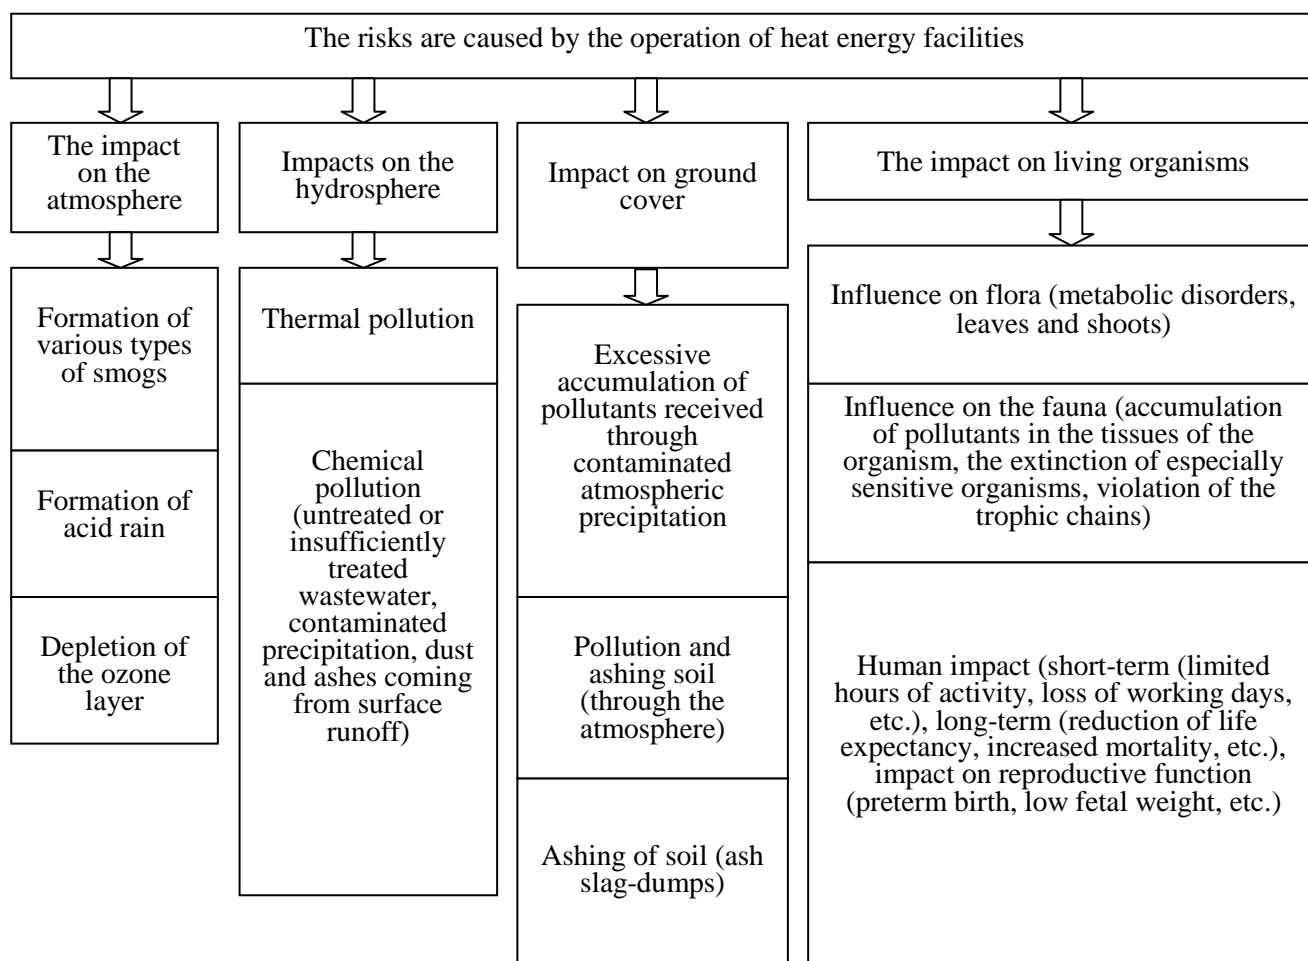 The risks are caused by the operation of heat energy facilities
The impact
on the
atmosphere
Impacts on the
hydrosphere
Impact on ground
cover
The impact on living organisms
Formation of
various types
of smogs
Formation of
acid rain
Depletion of
the ozone
layer
Thermal pollution
Chemical
pollution
(untreated or
insufficiently
treated
wastewater,
contaminated
precipitation, dust
and ashes coming
from surface
runoff)
Excessive
accumulation of
pollutants received
through
contaminated
atmospheric
precipitation
Pollution and
ashing soil
(through the
atmosphere)
Ashing of soil (ash
slag-dumps)
Influence on flora (metabolic disorders,
leaves and shoots)
Influence on the fauna (accumulation
of pollutants in the tissues of the
organism, the extinction of especially
sensitive organisms, violation of the
trophic chains)
Human impact (short-term (limited
hours of activity, loss of working days,
etc.), long-term (reduction of life
expectancy, increased mortality, etc.),
impact on reproductive function
(preterm birth, low fetal weight, etc.)